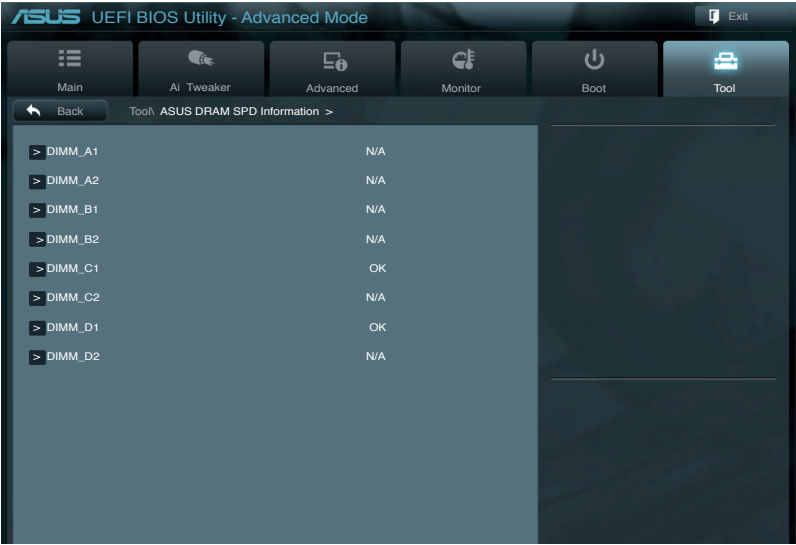 ASUS UEFI BIOS Utility - Advanced Mode
Exit
Main Ai Tweaker Advanced Monitor Boot Tool
Back Tool\ ASUS DRAM SPD Information >
> DIMM_A1 N/A
> DIMM_A2 N/A
> DIMM_B1 N/A
> DIMM_B2 N/A
> DIMM_C1 OK
> DIMM_C2 N/A
> DIMM_D1 OK
> DIMM_D2 N/A